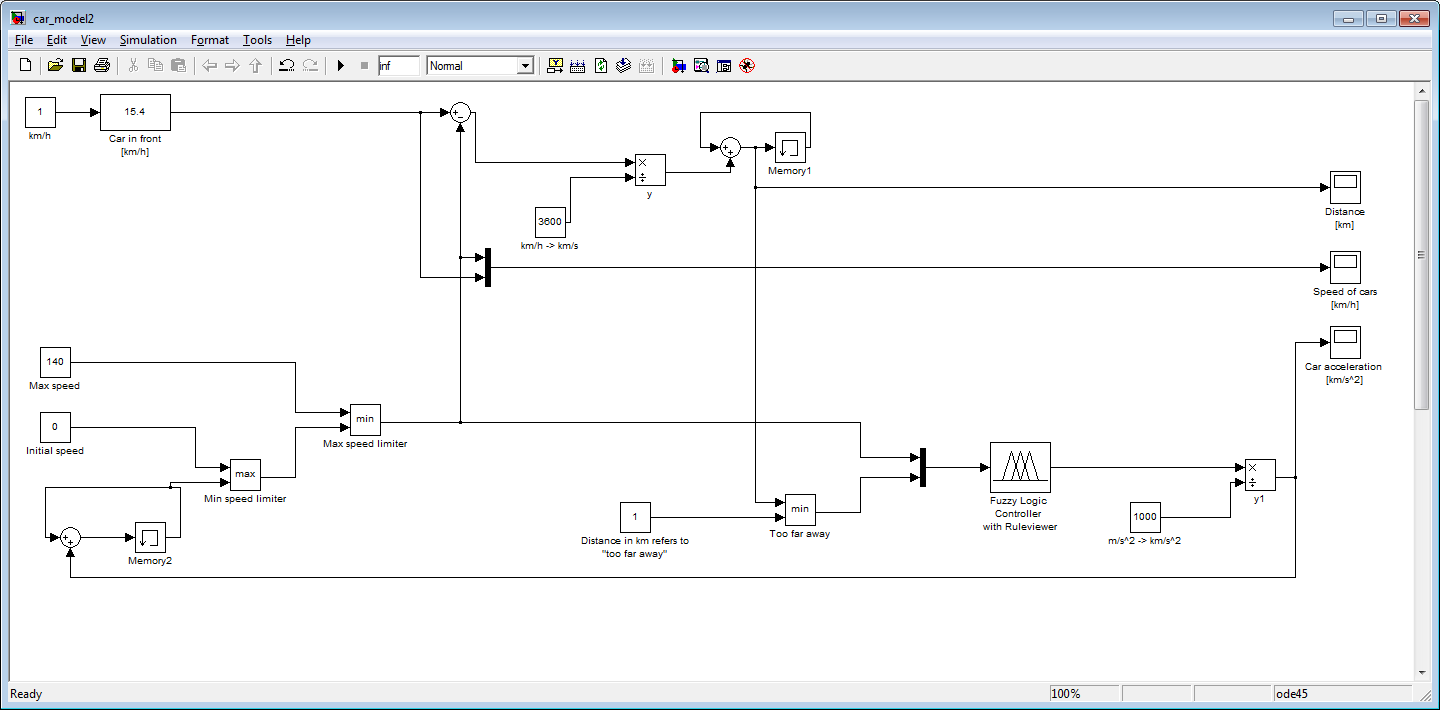 car_model2
File Edit View Simulation Format Tools Help
inf Normal
1
km/h
15.4
Car in front
[km/h]
Memory1
y
3600
km/h -> km/s
Distance
[km]
Speed of cars
[km/h]
Car acceleration
[km/s^2]
140
Max speed
0
Initial speed
max
Min speed limiter
min
Max speed limiter
Memory2
1
Distance in km refers to
"too far away"
min
Too far away
Fuzzy Logic
Controller
with Ruleviewer
1000
m/s^2 -> km/s^2
y1
Ready 100% ode45